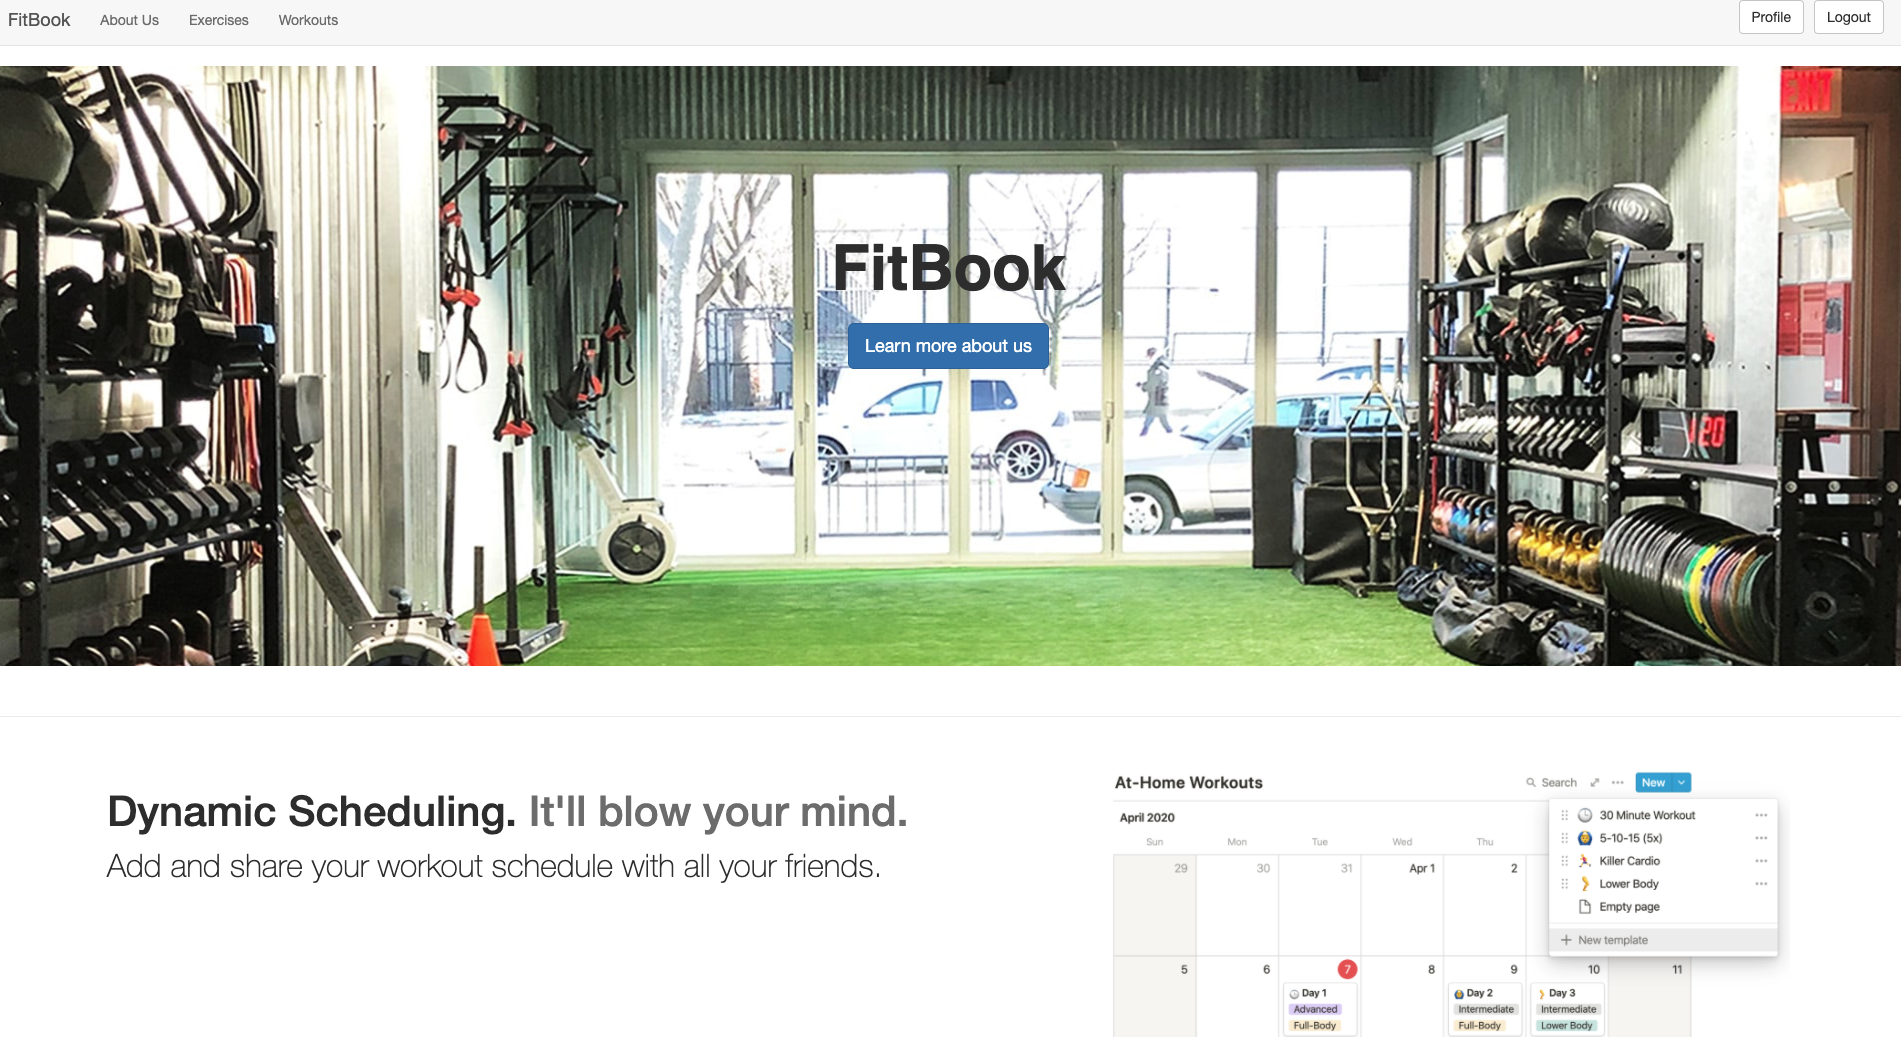 FitBook About Us Exercises Workouts Profile Logout
EXIT
FitBook
Learn more about us
120
Dynamic Scheduling. It'll blow your mind.
Add and share your workout schedule with all your friends.
At-Home Workouts Search ••• New
April 2020
30 Minute Workout •••
5-10-15 (5x) •••
Killer Cardio •••
Lower Body •••
Empty page
New template
Sun Mon Tue Wed Thu
29 30 31 Apr 1 2
5 6 7 8 9 10 11
Day 1 Day 2 Day 3
Advanced Intermediate Intermediate
Full-Body Full-Body Lower Body